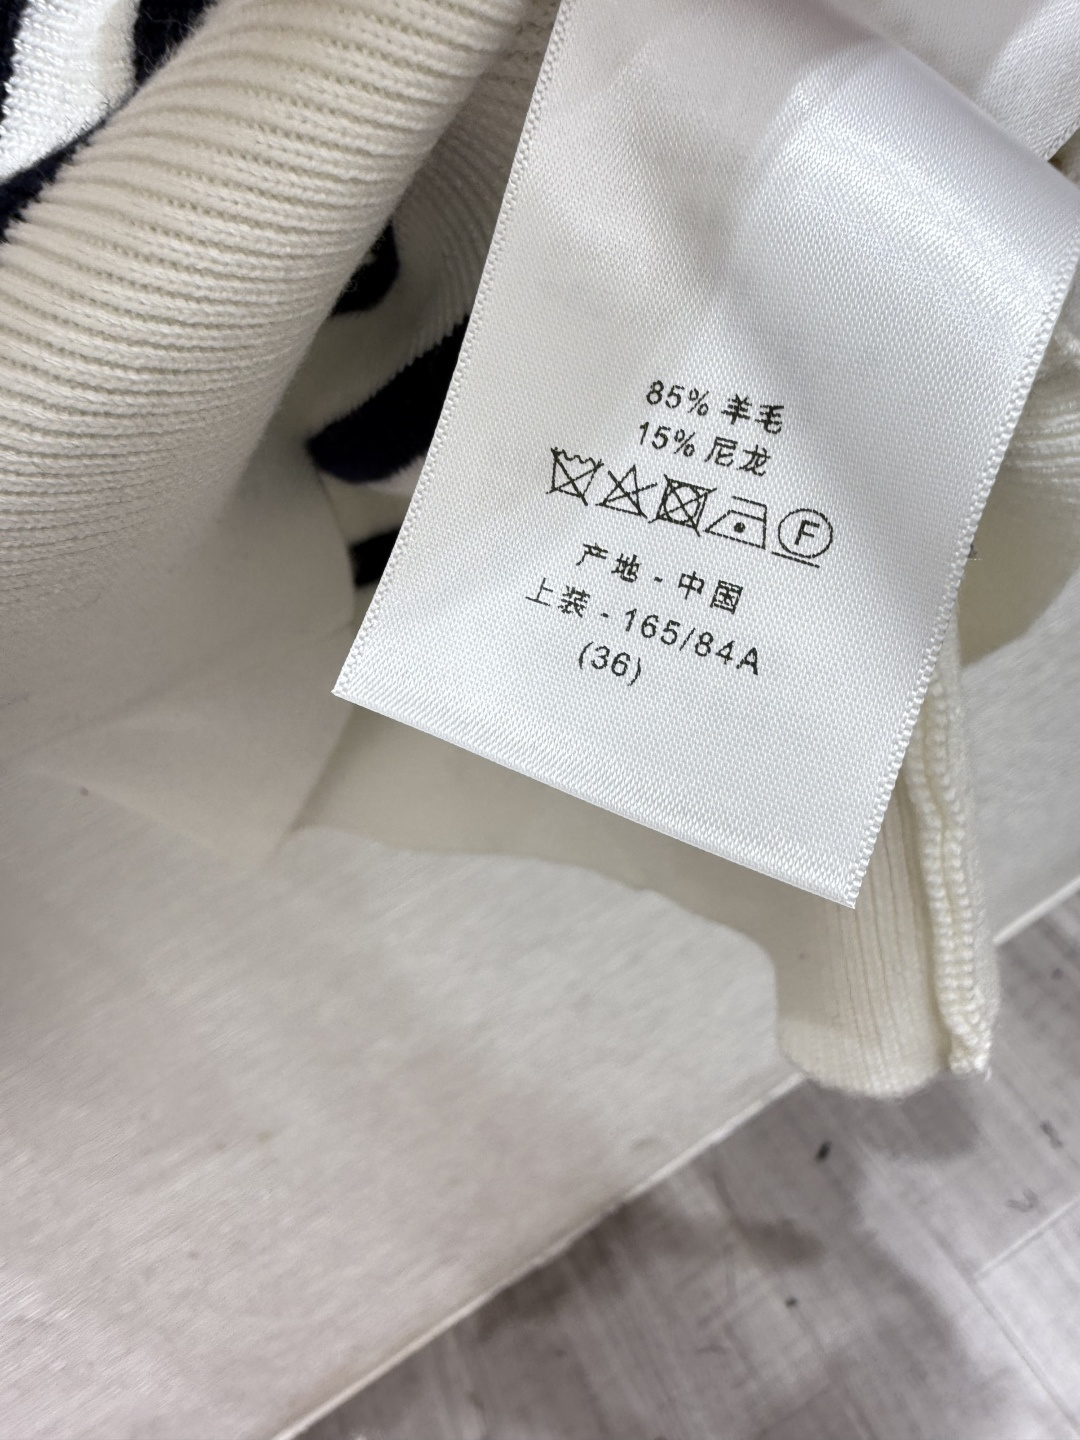 85% 羊毛
15% 尼龙
F
产地 - 中国
上装 - 165/84A
(36)